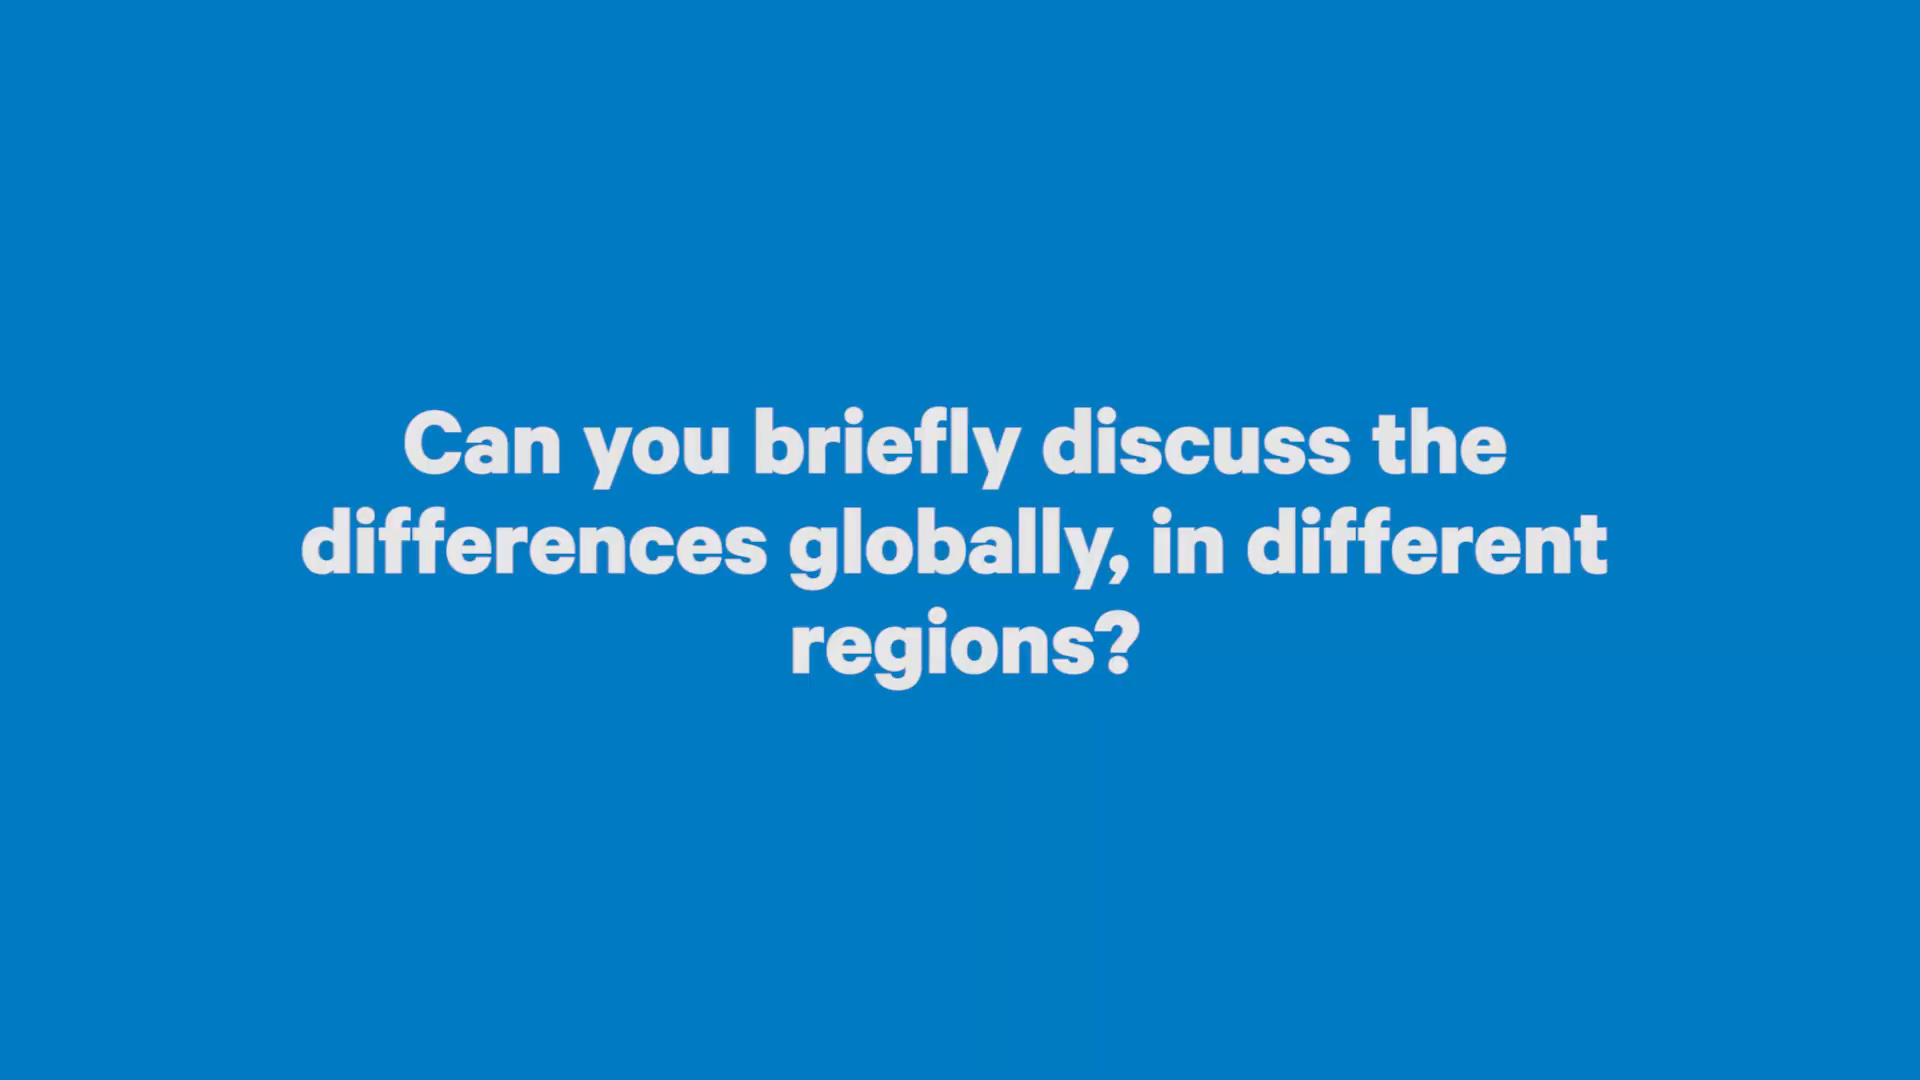 Can you briefly discuss the
differences globally, in different
regions?